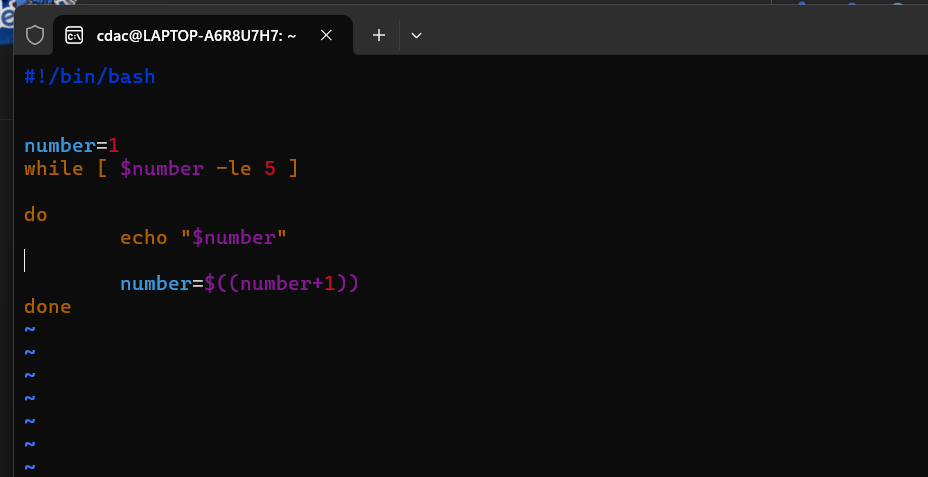 cdac@LAPTOP-A6R8U7H7: ~
#!/bin/bash
number=1
while [ $number -le 5 ]
do
echo "$number"
number=$((number+1))
done
~
~
~
~
~
~
~